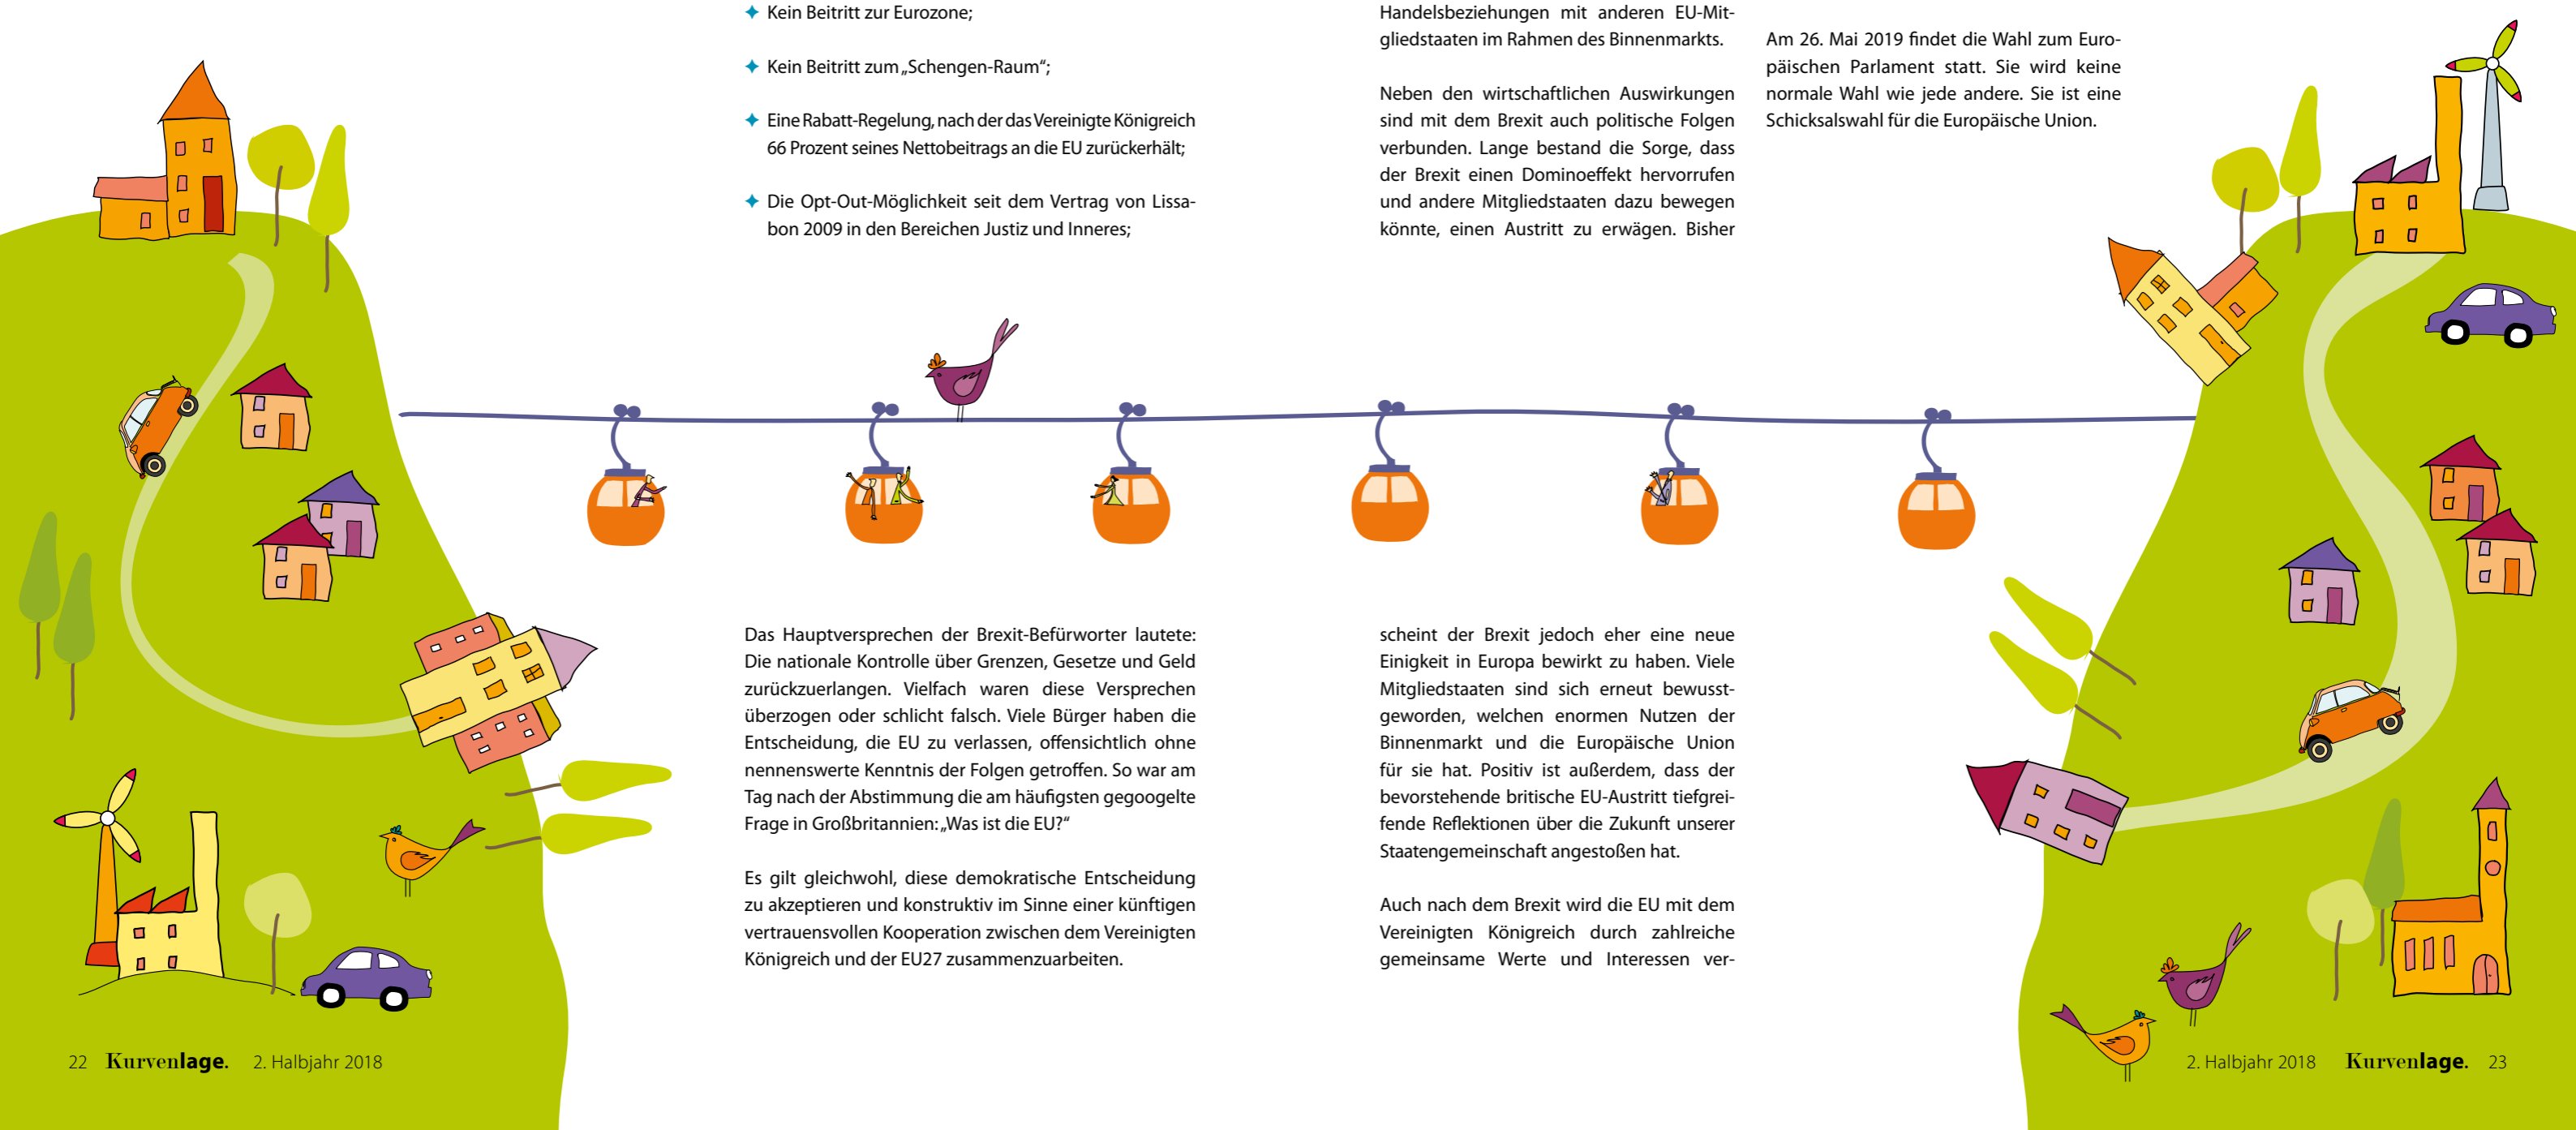 Kein Beitritt zur Eurozone;
Kein Beitritt zum „Schengen-Raum“;
Eine Rabatt-Regelung, nach der das Vereinigte Königreich
66 Prozent seines Nettobeitrags an die EU zurückerhält;
Die Opt-Out-Möglichkeit seit dem Vertrag von Lissa-
bon 2009 in den Bereichen Justiz und Inneres;
Das Hauptversprechen der Brexit-Befürworter lautete:
Die nationale Kontrolle über Grenzen, Gesetze und Geld
zurückzuerlangen. Vielfach waren diese Versprechen
überzogen oder schlicht falsch. Viele Bürger haben die
Entscheidung, die EU zu verlassen, offensichtlich ohne
nennenswerte Kenntnis der Folgen getroffen. So war am
Tag nach der Abstimmung die am häufigsten gegoogelte
Frage in Großbritannien: „Was ist die EU?“
Es gilt gleichwohl, diese demokratische Entscheidung
zu akzeptieren und konstruktiv im Sinne einer künftigen
vertrauensvollen Kooperation zwischen dem Vereinigten
Königreich und der EU27 zusammenzuarbeiten.
Handelsbeziehungen mit anderen EU-Mit-
gliedstaaten im Rahmen des Binnenmarkts.
Neben den wirtschaftlichen Auswirkungen
sind mit dem Brexit auch politische Folgen
verbunden. Lange bestand die Sorge, dass
der Brexit einen Dominoeffekt hervorrufen
und andere Mitgliedstaaten dazu bewegen
könnte, einen Austritt zu erwägen. Bisher
scheint der Brexit jedoch eher eine neue
Einigkeit in Europa bewirkt zu haben. Viele
Mitgliedstaaten sind sich erneut bewusst-
geworden, welchen enormen Nutzen der
Binnenmarkt und die Europäische Union
für sie hat. Positiv ist außerdem, dass der
bevorstehende britische EU-Austritt tiefgrei-
fende Reflektionen über die Zukunft unserer
Staatengemeinschaft angestoßen hat.
Auch nach dem Brexit wird die EU mit dem
Vereinigten Königreich durch zahlreiche
gemeinsame Werte und Interessen ver-
Am 26. Mai 2019 findet die Wahl zum Euro-
päischen Parlament statt. Sie wird keine
normale Wahl wie jede andere. Sie ist eine
Schicksalswahl für die Europäische Union.
22 Kurvenlage. 2. Halbjahr 2018
2. Halbjahr 2018 Kurvenlage. 23